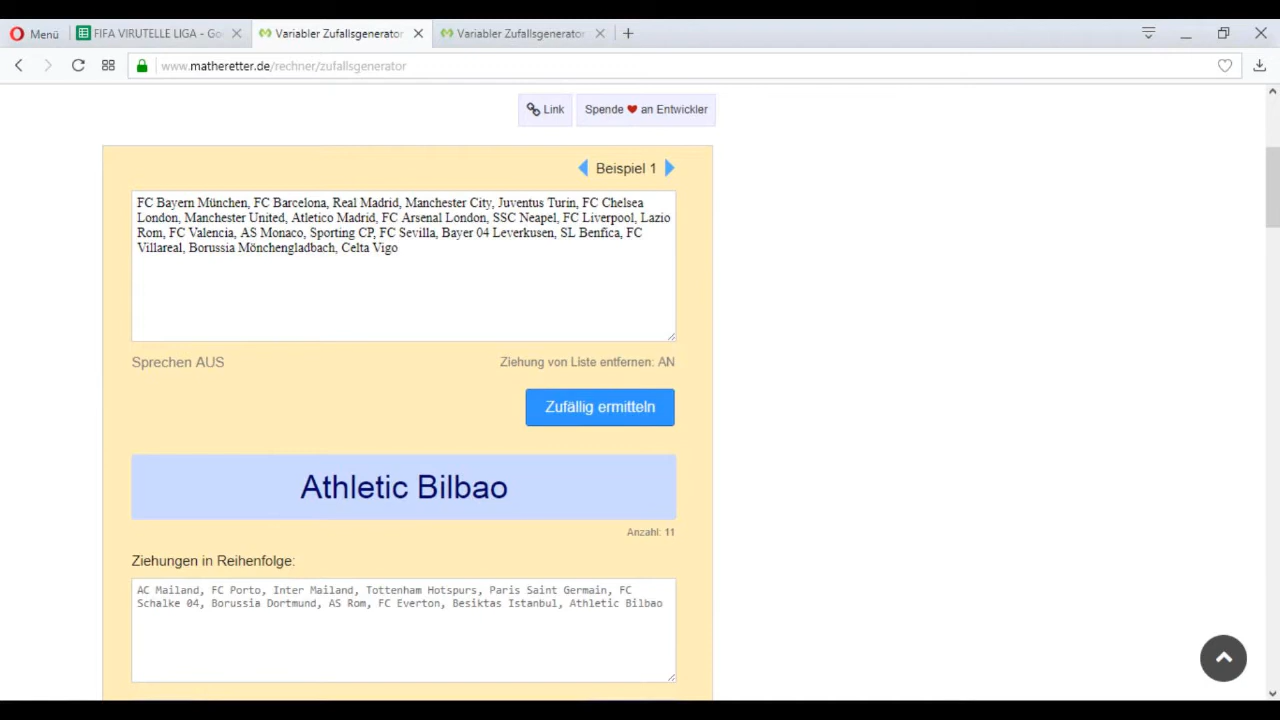 Menü
FIFA VIRUTELLE LIGA - Go
Variabler Zufallsgenerator
Variabler Zufallsgenerator
www.matheretter.de/rechner/zufallsgenerator
Link
Spende ❤ an Entwickler
Beispiel 1
FC Bayern München, FC Barcelona, Real Madrid, Manchester City, Juventus Turin, FC Chelsea
London, Manchester United, Atletico Madrid, FC Arsenal London, SSC Neapel, FC Liverpool, Lazio
Rom, FC Valencia, AS Monaco, Sporting CP, FC Sevilla, Bayer 04 Leverkusen, SL Benfica, FC
Villareal, Borussia Mönchengladbach, Celta Vigo
Sprechen AUS
Ziehung von Liste entfernen: AN
Zufällig ermitteln
Athletic Bilbao
Anzahl: 11
Ziehungen in Reihenfolge:
AC Mailand, FC Porto, Inter Mailand, Tottenham Hotspurs, Paris Saint Germain, FC
Schalke 04, Borussia Dortmund, AS Rom, FC Everton, Besiktas Istanbul, Athletic Bilbao